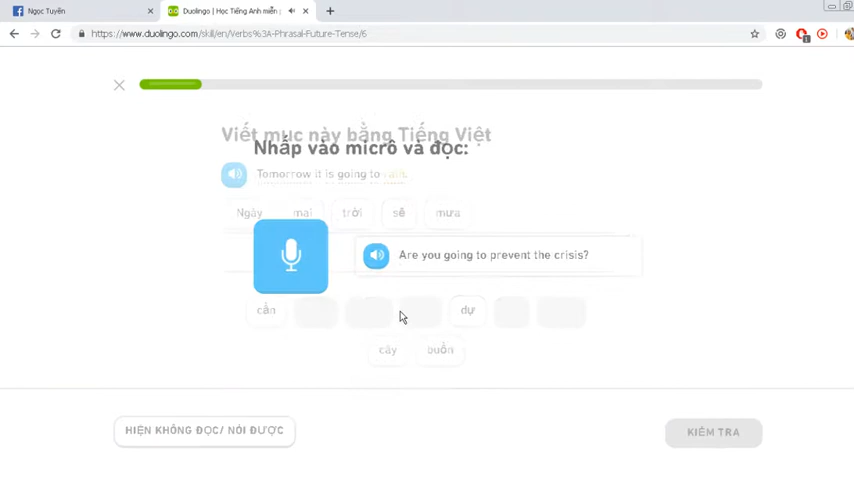 Ngọc Tuyền
Duolingo | Học Tiếng Anh miễn
https://www.duolingo.com/skill/en/Verbs%3A-Phrasal-Future-Tense/6
Viết mục này bằng Tiếng Việt
Nhấp vào micrô và đọc:
Tomorrow it is going to rain.
Ngày mai trời sẽ mưa
Are you going to prevent the crisis?
cần dự
cây buồn
HIỆN KHÔNG ĐỌC/ NÓI ĐƯỢC
KIỂM TRA